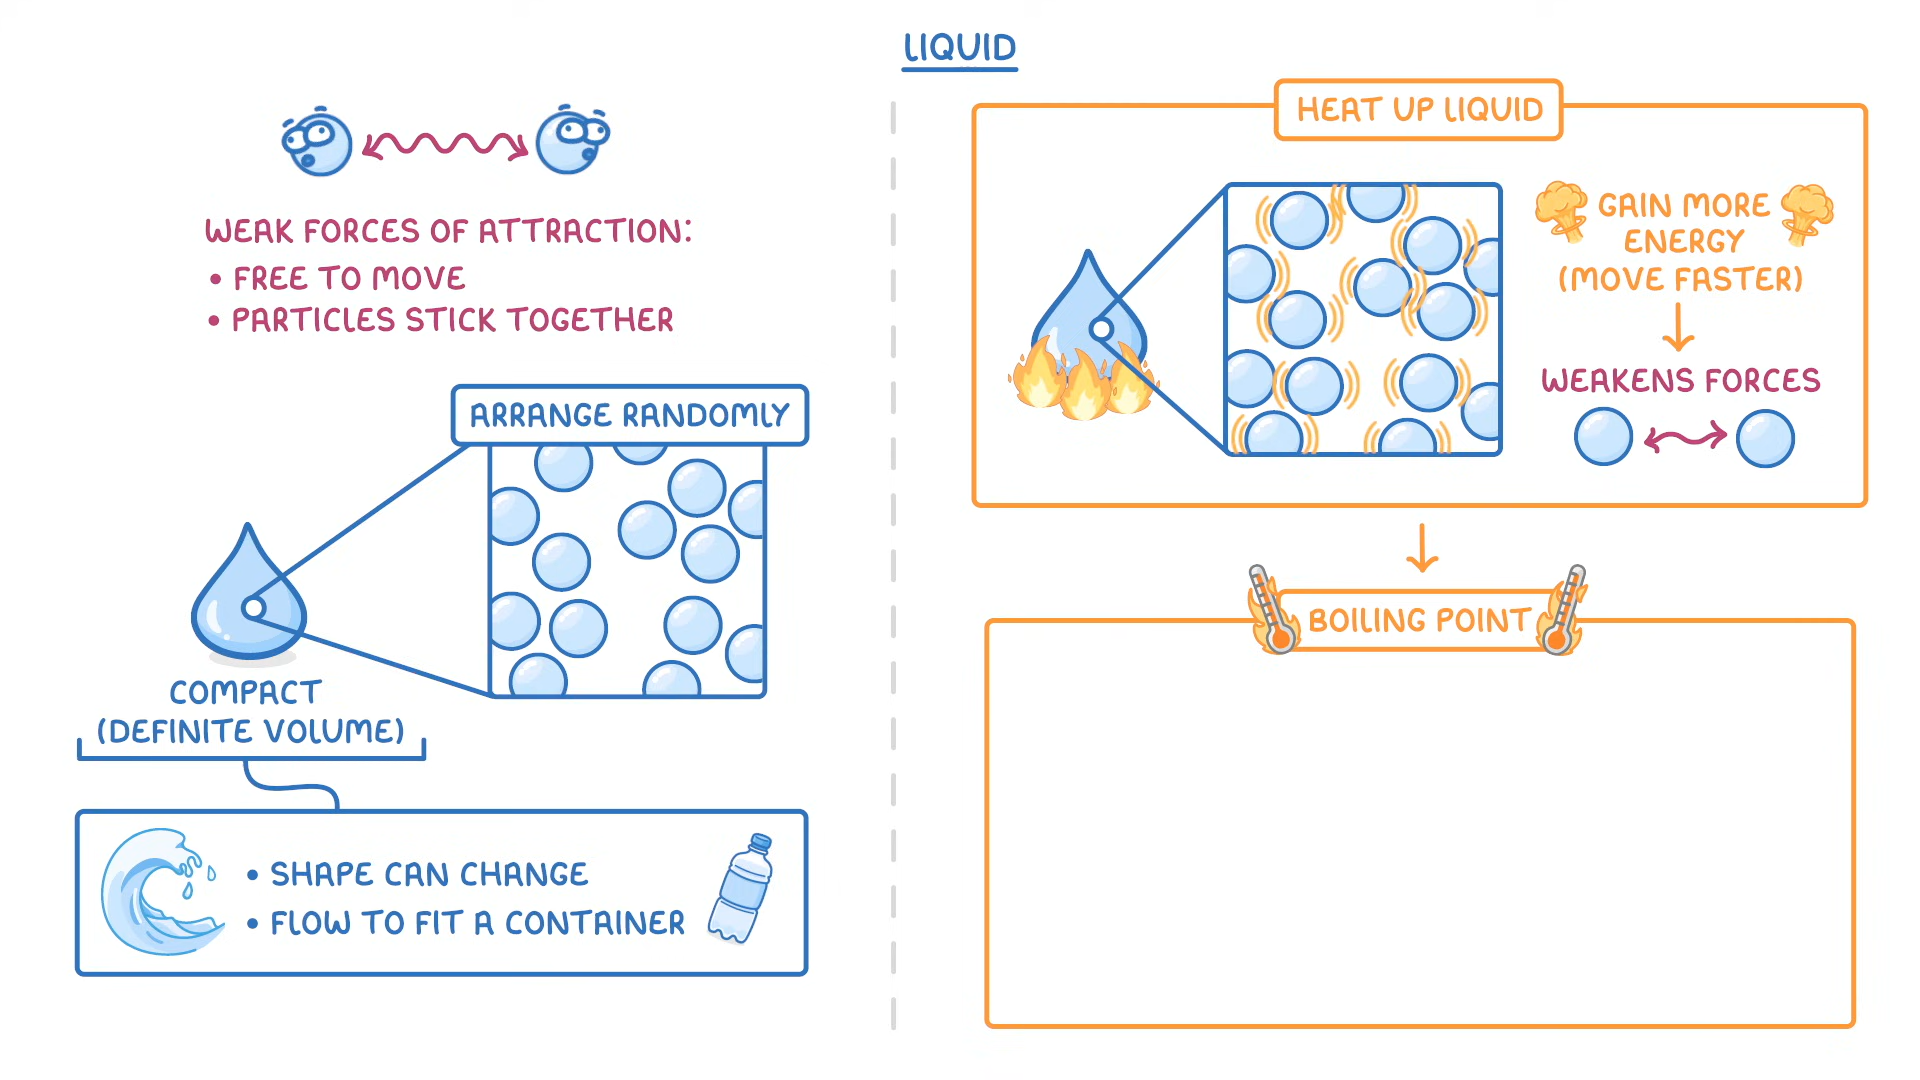 LIQUID
WEAK FORCES OF ATTRACTION:
• FREE TO MOVE
• PARTICLES STICK TOGETHER
ARRANGE RANDOMLY
COMPACT
(DEFINITE VOLUME)
• SHAPE CAN CHANGE
• FLOW TO FIT A CONTAINER
HEAT UP LIQUID
GAIN MORE
ENERGY
(MOVE FASTER)
WEAKENS FORCES
BOILING POINT